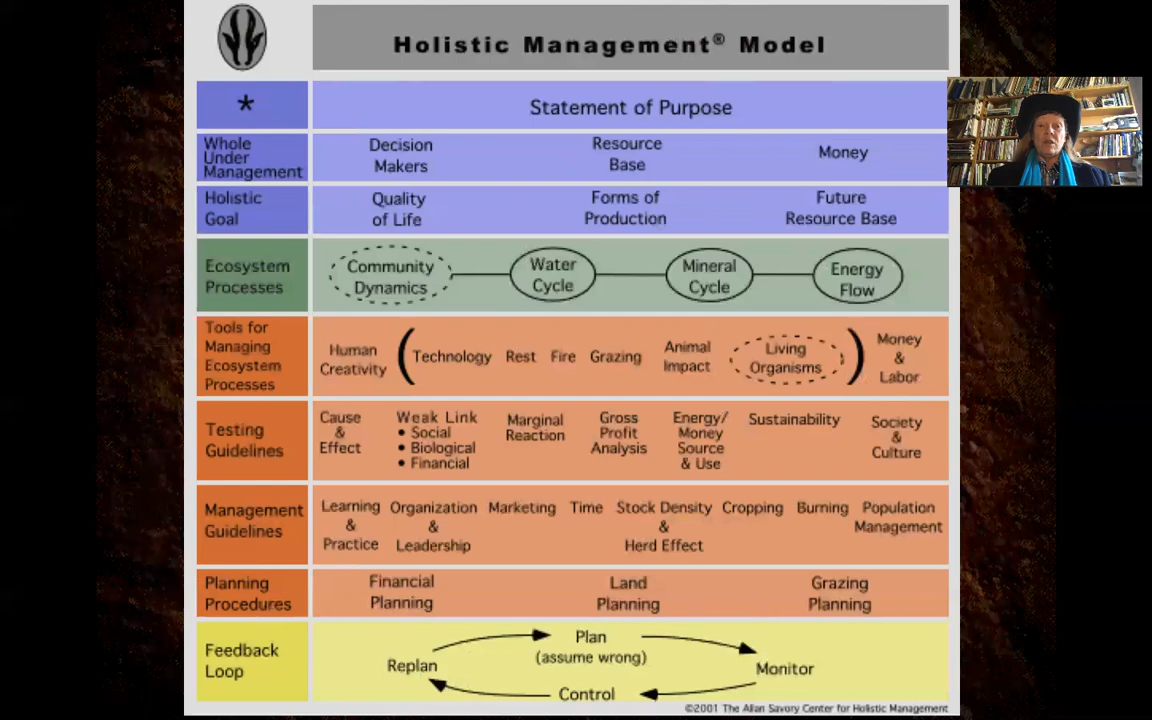 Holistic Management® Model
*
Statement of Purpose
Whole
Under
Management
Decision
Makers
Resource
Base
Money
Holistic
Goal
Quality
of Life
Forms of
Production
Future
Resource Base
Ecosystem
Processes
Community
Dynamics
Water
Cycle
Mineral
Cycle
Energy
Flow
Tools for
Managing
Ecosystem
Processes
Human
Creativity
(
Technology
Rest
Fire
Grazing
Animal
Impact
Living
Organisms
)
Money
&
Labor
Testing
Guidelines
Cause
&
Effect
Weak Link
• Social
• Biological
• Financial
Marginal
Reaction
Gross
Profit
Analysis
Energy/
Money
Source
& Use
Sustainability
Society
&
Culture
Management
Guidelines
Learning
&
Practice
Organization
&
Leadership
Marketing
Time
Stock Density
&
Herd Effect
Cropping
Burning
Population
Management
Planning
Procedures
Financial
Planning
Land
Planning
Grazing
Planning
Feedback
Loop
Plan
(assume wrong)
Replan
Monitor
Control
©2001 The Allan Savory Center for Holistic Management